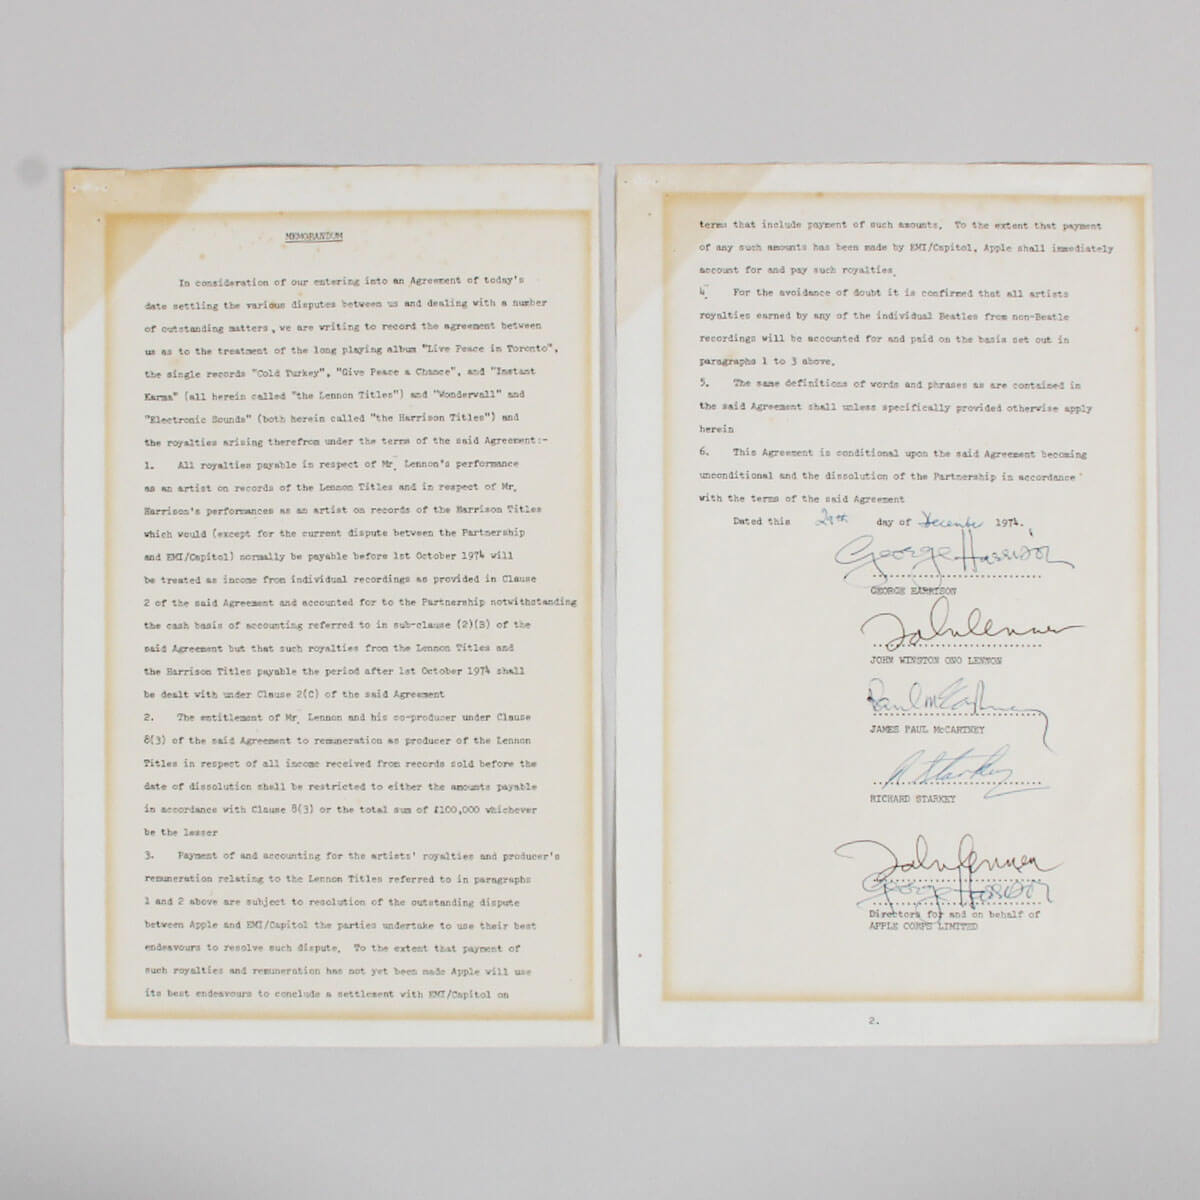 MEMORANDUM
In consideration of our entering into an Agreement of today's
date settling the various disputes between us and dealing with a number
of outstanding matters, we are writing to record the agreement between
us as to the treatment of the long playing album "Live Peace in Toronto",
the single records "Cold Turkey", "Give Peace a Chance", and "Instant
Karma" (all herein called "the Lennon Titles") and "Wonderwall" and
"Electronic Sounds" (both herein called "the Harrison Titles") and
the royalties arising therefrom under the terms of the said Agreement:-
1. All royalties payable in respect of Mr. Lennon's performance
as an artist on records of the Lennon Titles and in respect of Mr.
Harrison's performances as an artist on records of the Harrison Titles
which would (except for the current dispute between the Partnership
and EMI/Capitol) normally be payable before 1st October 1974 will
be treated as income from individual recordings as provided in Clause
2 of the said Agreement and accounted for to the Partnership notwithstanding
the cash basis of accounting referred to in sub-clause (2)(B) of the
said Agreement but that such royalties from the Lennon Titles and
the Harrison Titles payable the period after 1st October 1974 shall
be dealt with under Clause 2(C) of the said Agreement
2. The entitlement of Mr. Lennon and his co-producer under Clause
8(3) of the said Agreement to remuneration as producer of the Lennon
Titles in respect of all income received from records sold before the
date of dissolution shall be restricted to either the amounts payable
in accordance with Clause 8(3) or the total sum of £100,000 whichever
be the lesser
3. Payment of and accounting for the artists' royalties and producer's
remuneration relating to the Lennon Titles referred to in paragraphs
1 and 2 above are subject to resolution of the outstanding dispute
between Apple and EMI/Capitol the parties undertake to use their best
endeavours to resolve such dispute. To the extent that payment of
such royalties and remuneration has not yet been made Apple will use
its best endeavours to conclude a settlement with EMI/Capitol on
terms that include payment of such amounts. To the extent that payment
of any such amounts has been made by EMI/Capitol, Apple shall immediately
account for and pay such royalties.
4. For the avoidance of doubt it is confirmed that all artists
royalties earned by any of the individual Beatles from non-Beatle
recordings will be accounted for and paid on the basis set out in
paragraphs 1 to 3 above.
5. The same definitions of words and phrases as are contained in
the said Agreement shall unless specifically provided otherwise apply
herein
6. This Agreement is conditional upon the said Agreement becoming
unconditional and the dissolution of the Partnership in accordance
with the terms of the said Agreement
Dated this 29th day of December 1974.
George Harrison
GEORGE HARRISON
John Lennon
JOHN WINSTON ONO LENNON
Paul McCartney
JAMES PAUL McCARTNEY
R Starkey
RICHARD STARKEY
John Lennon
George Harrison
Directors for and on behalf of
APPLE CORPS LIMITED
2.